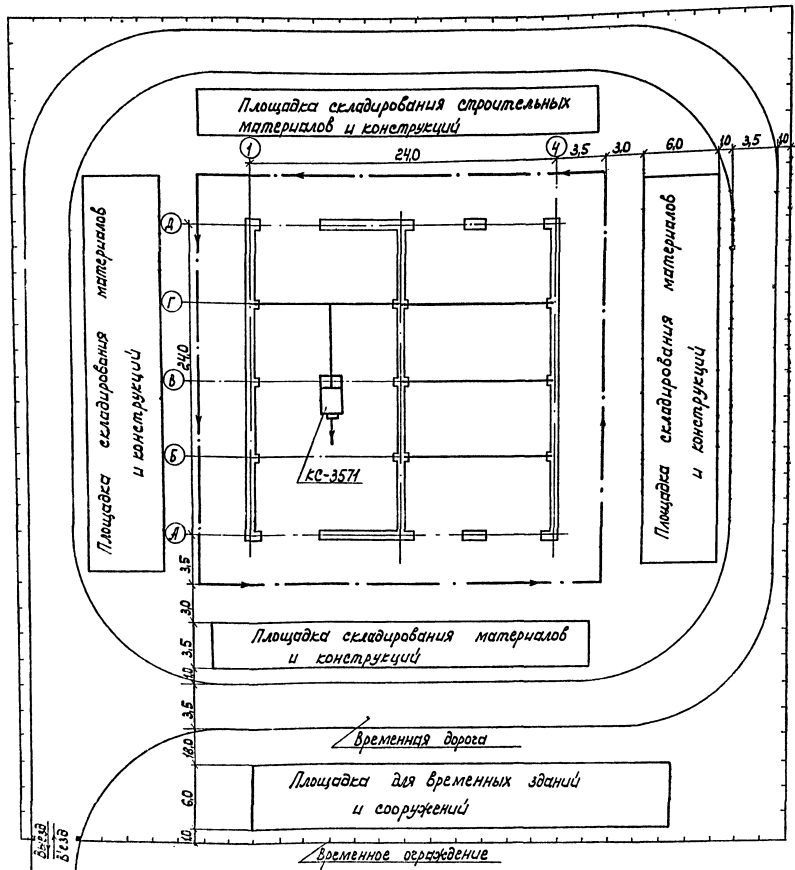 Площадка складирования строительных
материалов и конструкций
1
4
24,0
3,5
3,0
6,0
1,0
3,5
1,0
Д
Г
В
Б
А
24,0
Площадка складирования материалов
и конструкций
Площадка складирования материалов
и конструкций
КС-3571
3,5
3,0
3,5
1,0
3,5
18,0
6,0
1,0
Площадка складирования материалов
и конструкций
Временная дорога
Площадка для временных зданий
и сооружений
Выезд
В'езд
Временное ограждение